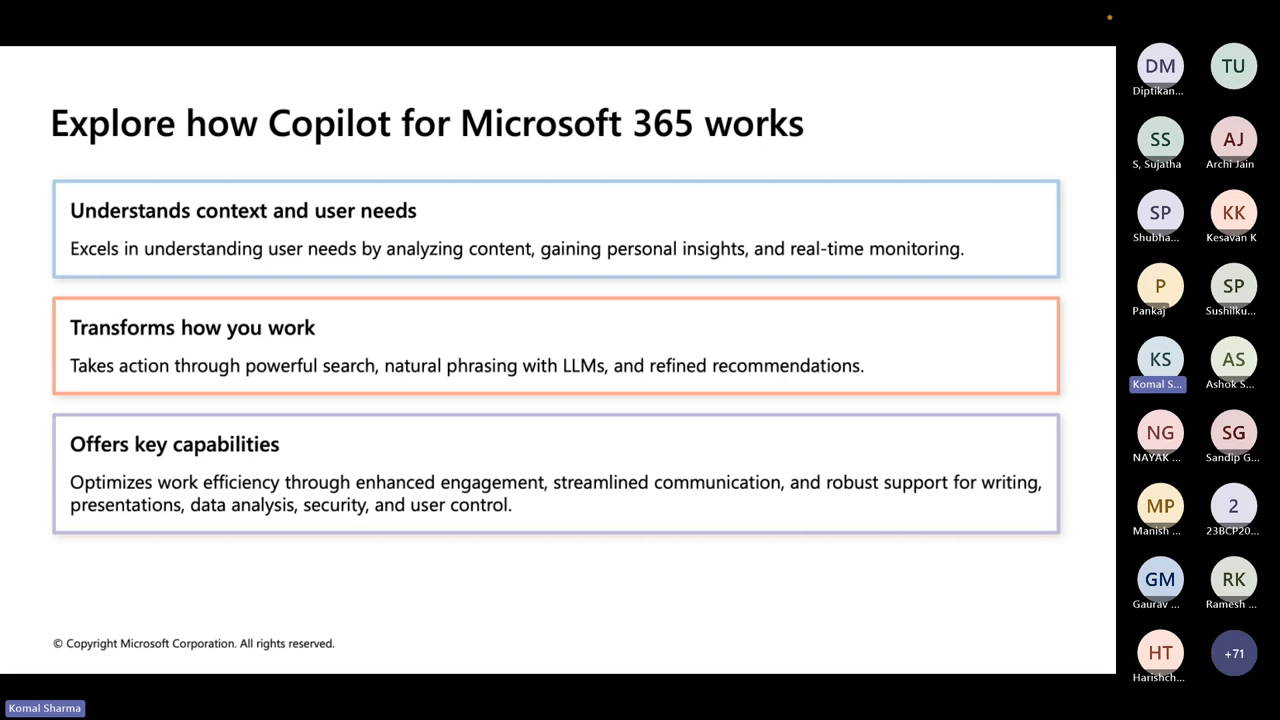 Explore how Copilot for Microsoft 365 works
Understands context and user needs
Excels in understanding user needs by analyzing content, gaining personal insights, and real-time monitoring.
Transforms how you work
Takes action through powerful search, natural phrasing with LLMs, and refined recommendations.
Offers key capabilities
Optimizes work efficiency through enhanced engagement, streamlined communication, and robust support for writing,
presentations, data analysis, security, and user control.
© Copyright Microsoft Corporation. All rights reserved.
Komal Sharma
DM
Diptikan...
TU
SS
S, Sujatha
AJ
Archi Jain
SP
Shubha...
KK
Kesavan K
P
Pankaj
SP
Sushilku...
KS
Komal S...
AS
Ashok S...
NG
NAYAK ...
SG
Sandip G...
MP
Manish ...
2
23BCP20...
GM
Gaurav ...
RK
Ramesh ...
HT
Harishch...
+71